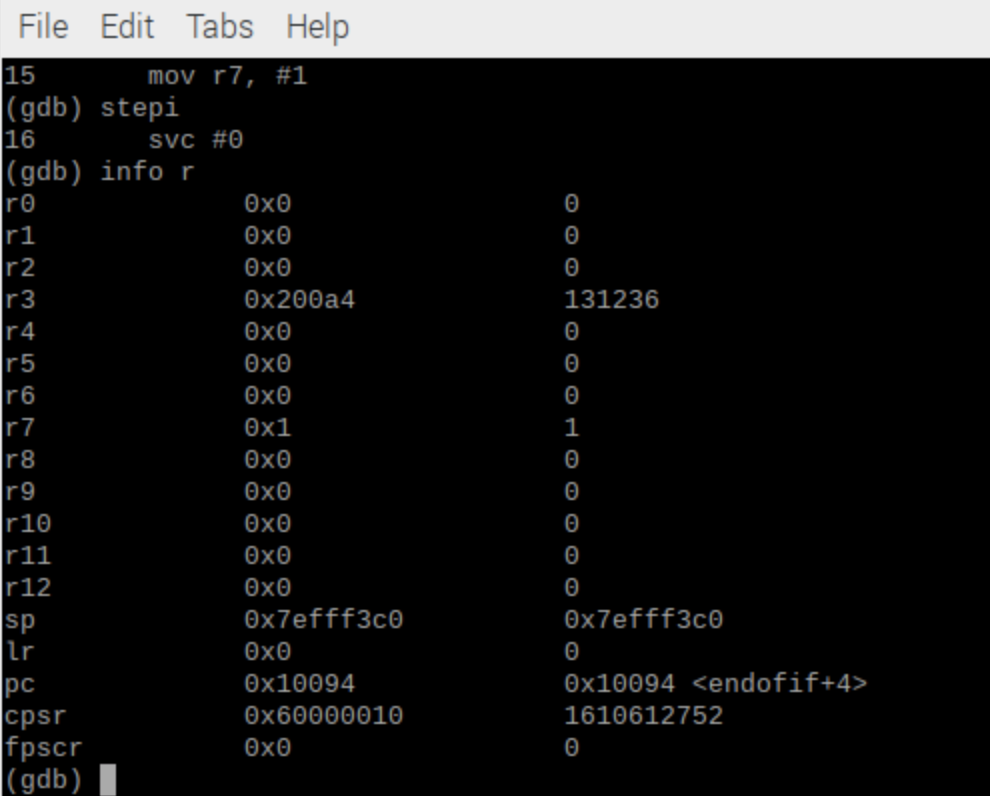 File Edit Tabs Help
15       mov r7, #1
(gdb) stepi
16       svc #0
(gdb) info r
r0             0x0                 0
r1             0x0                 0
r2             0x0                 0
r3             0x200a4             131236
r4             0x0                 0
r5             0x0                 0
r6             0x0                 0
r7             0x1                 1
r8             0x0                 0
r9             0x0                 0
r10            0x0                 0
r11            0x0                 0
r12            0x0                 0
sp             0x7efff3c0          0x7efff3c0
lr             0x0                 0
pc             0x10094             0x10094 <endofif+4>
cpsr           0x60000010          1610612752
fpscr          0x0                 0
(gdb)